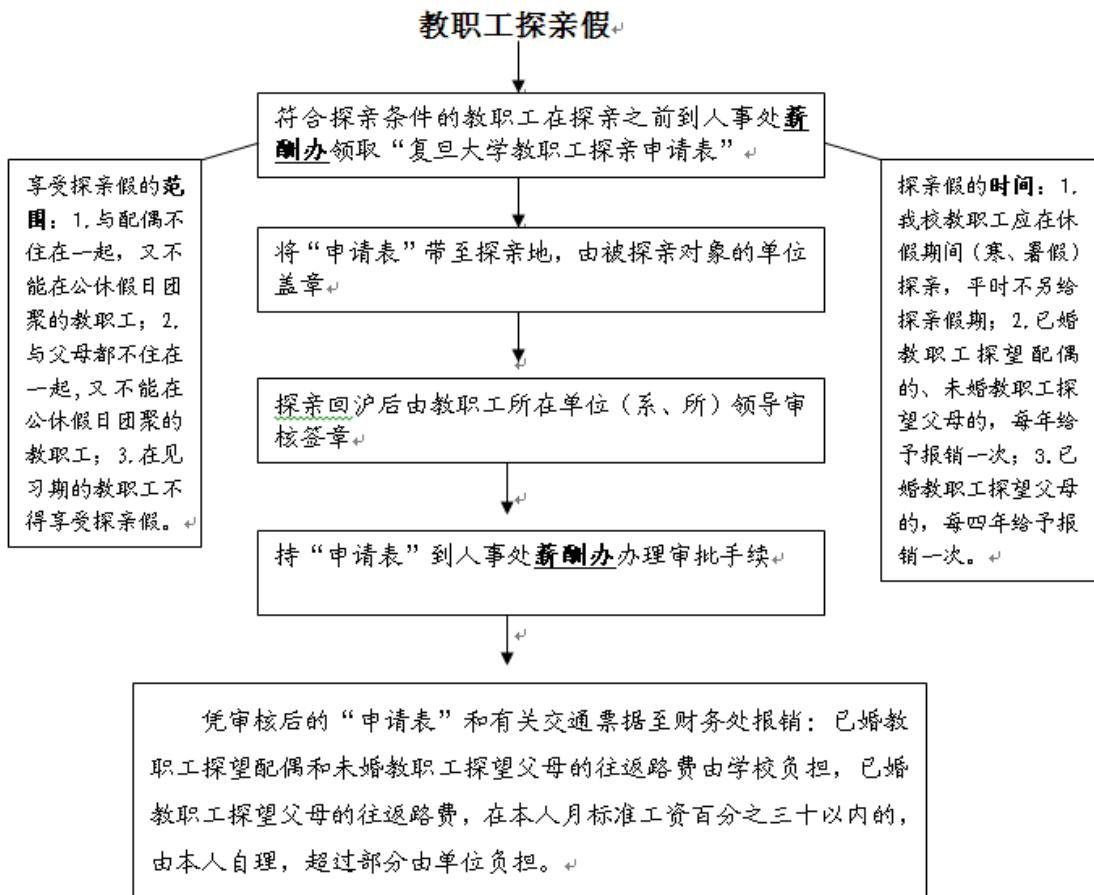 教职工探亲假
符合探亲条件的教职工在探亲之前到人事处薪
酬办领取“复旦大学教职工探亲申请表”
享受探亲假的范
围：1.与配偶不
住在一起，又不
能在公休假日团
聚的教职工；2.
与父母都不住在
一起,又不能在
公休假日团聚的
教职工；3.在见
习期的教职工不
得享受探亲假。
探亲假的时间：1.
我校教职工应在休
假期间（寒、暑假）
探亲，平时不另给
探亲假期；2.已婚
教职工探望配偶
的、未婚教职工探
望父母的，每年给
予报销一次；3.已
婚教职工探望父母
的，每四年给予报
销一次。
将“申请表”带至探亲地，由被探亲对象的单位
盖章
探亲回沪后由教职工所在单位（系、所）领导审
核签章
持“申请表”到人事处薪酬办办理审批手续
凭审核后的“申请表”和有关交通票据至财务处报销：已婚教
职工探望配偶和未婚教职工探望父母的往返路费由学校负担，已婚
教职工探望父母的往返路费，在本人月标准工资百分之三十以内的，
由本人自理，超过部分由单位负担。